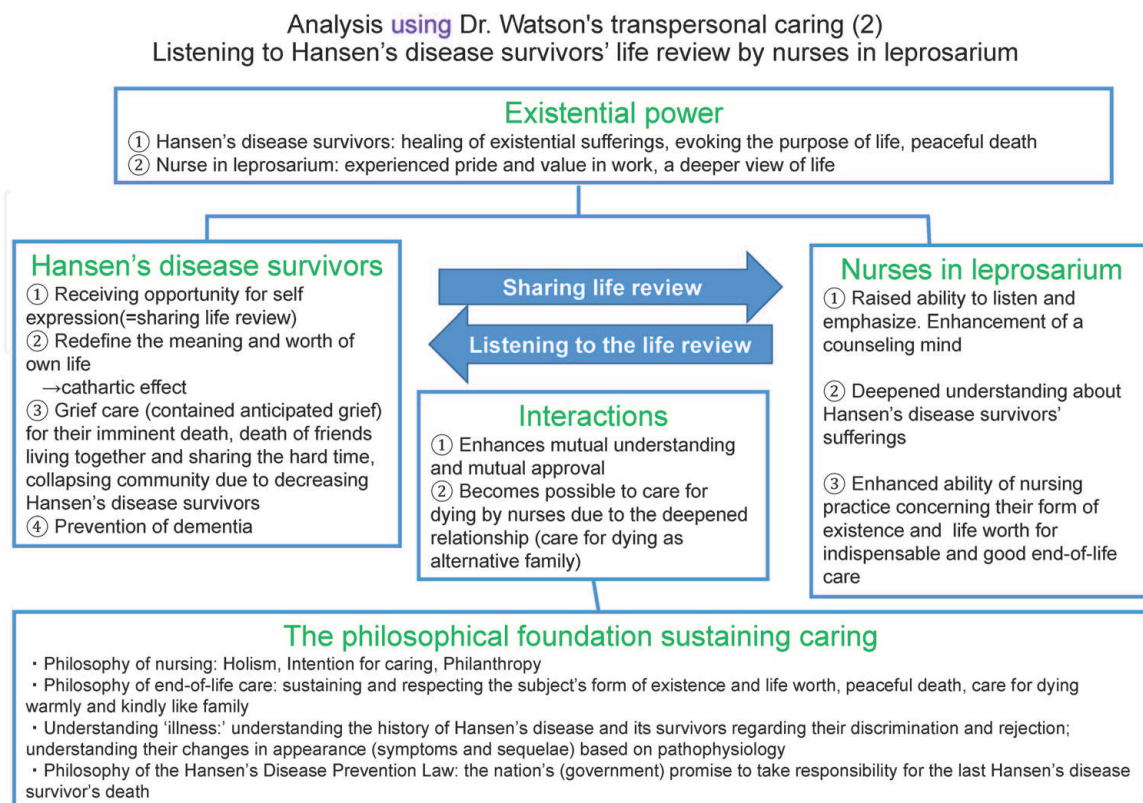 Analysis using Dr. Watson's transpersonal caring (2)
Listening to Hansen's disease survivors' life review by nurses in leprosarium
Existential power
① Hansen's disease survivors: healing of existential sufferings, evoking the purpose of life, peaceful death
② Nurse in leprosarium: experienced pride and value in work, a deeper view of life
Hansen's disease survivors
① Receiving opportunity for self
expression(=sharing life review)
② Redefine the meaning and worth of
own life
→cathartic effect
③ Grief care (contained anticipated grief)
for their imminent death, death of friends
living together and sharing the hard time,
collapsing community due to decreasing
Hansen's disease survivors
④ Prevention of dementia
Sharing life review
Listening to the life review
Interactions
① Enhances mutual understanding
and mutual approval
② Becomes possible to care for
dying by nurses due to the deepened
relationship (care for dying as
alternative family)
Nurses in leprosarium
① Raised ability to listen and
emphasize. Enhancement of a
counseling mind
② Deepened understanding about
Hansen's disease survivors'
sufferings
③ Enhanced ability of nursing
practice concerning their form of
existence and life worth for
indispensable and good end-of-life
care
The philosophical foundation sustaining caring
・Philosophy of nursing: Holism, Intention for caring, Philanthropy
・Philosophy of end-of-life care: sustaining and respecting the subject's form of existence and life worth, peaceful death, care for dying
warmly and kindly like family
・Understanding 'illness:' understanding the history of Hansen's disease and its survivors regarding their discrimination and rejection;
understanding their changes in appearance (symptoms and sequelae) based on pathophysiology
・Philosophy of the Hansen's Disease Prevention Law: the nation's (government) promise to take responsibility for the last Hansen's disease
survivor's death